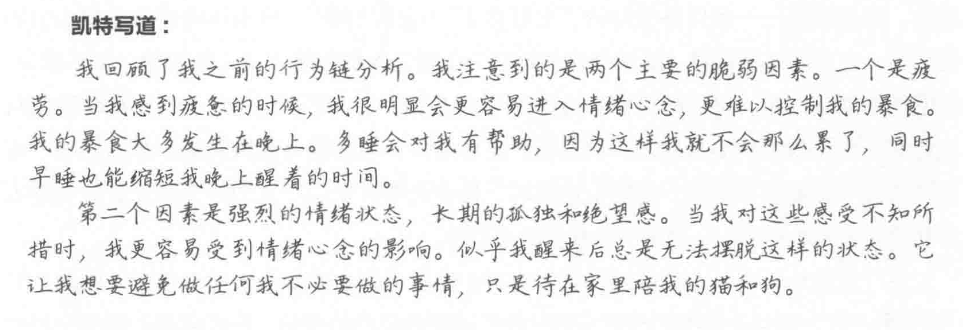 凯特写道：
我回顾了我之前的行为链分析。我注意到的是两个主要的脆弱因素。一个是疲
劳。当我感到疲惫的时候，我很明显会更容易进入情绪心念，更难以控制我的暴食。
我的暴食大多发生在晚上。多睡会对我有帮助，因为这样我就不会那么累了，同时
早睡也能缩短我晚上醒着的时间。
第二个因素是强烈的情绪状态，长期的孤独和绝望感。当我对这些感受不知所
措时，我更容易受到情绪心念的影响。似乎我醒来后总是无法摆脱这样的状态。它
让我想要避免做任何我不必要做的事情，只是待在家里陪我的猫和狗。